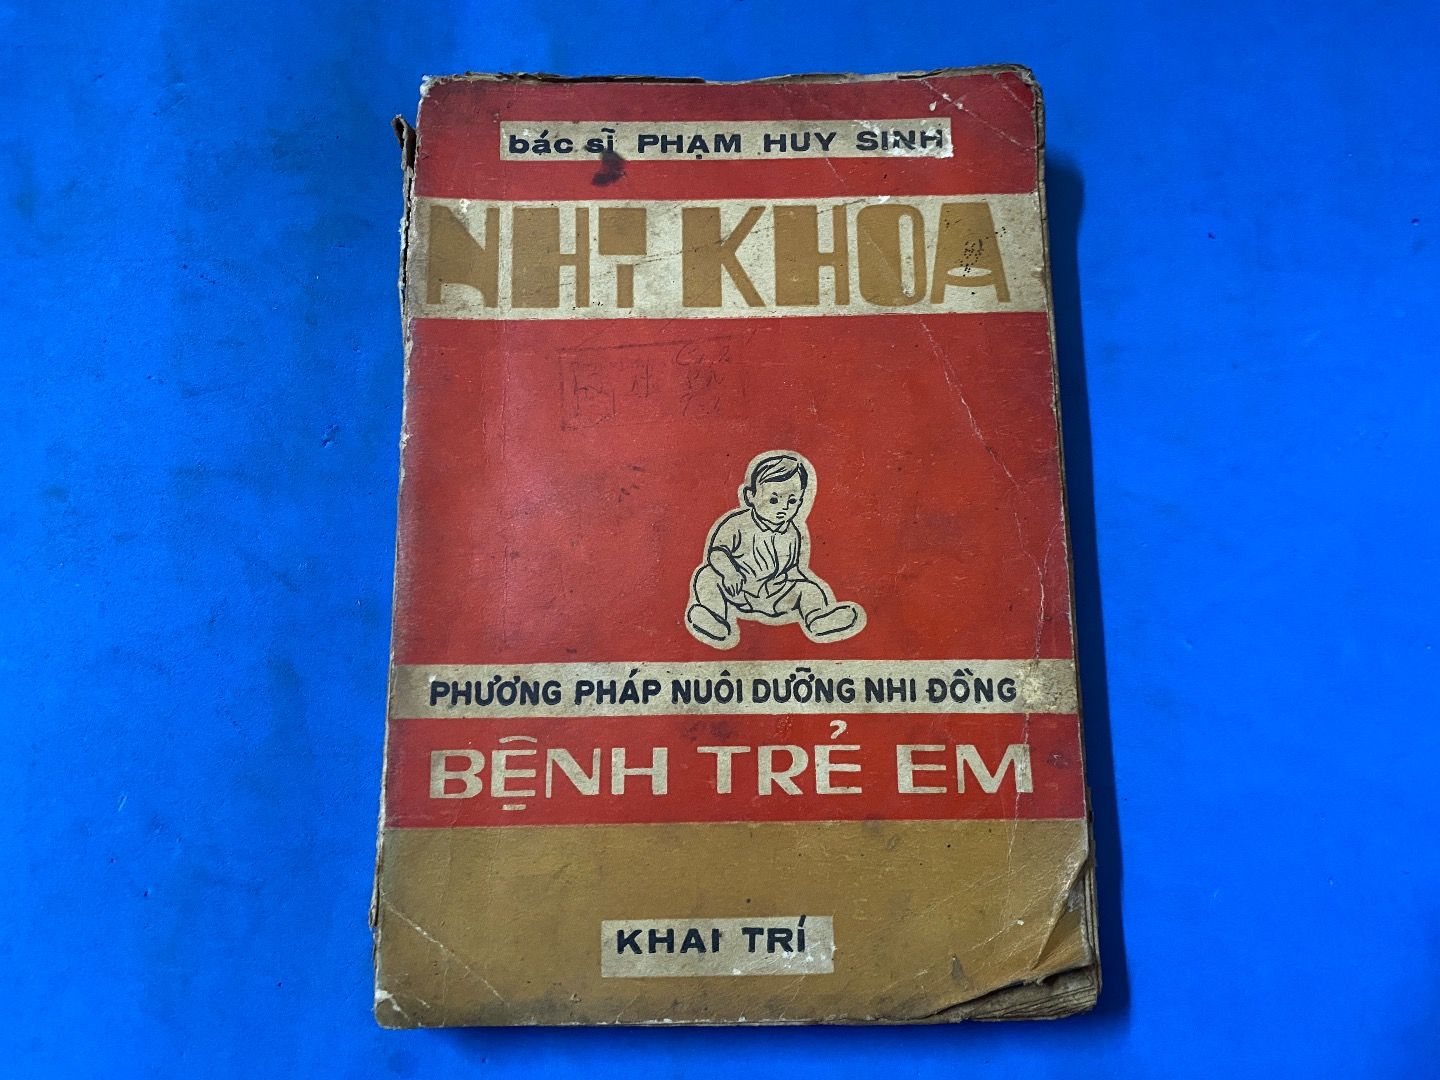 bác sĩ PHẠM HUY SINH
NHI KHOA
PHƯƠNG PHÁP NUÔI DƯỠNG NHI ĐỒNG
BỆNH TRẺ EM
KHAI TRÍ